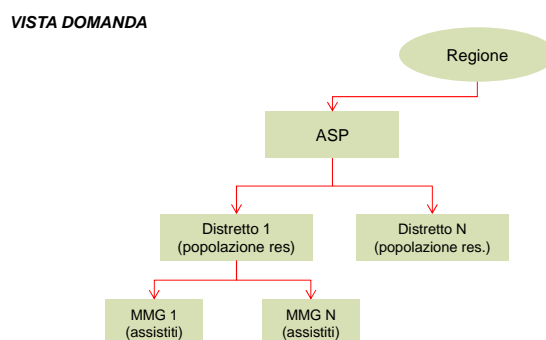 VISTA DOMANDA
Regione
ASP
Distretto 1
(popolazione res)
Distretto N
(popolazione res.)
MMG 1
(assistiti)
MMG N
(assistiti)